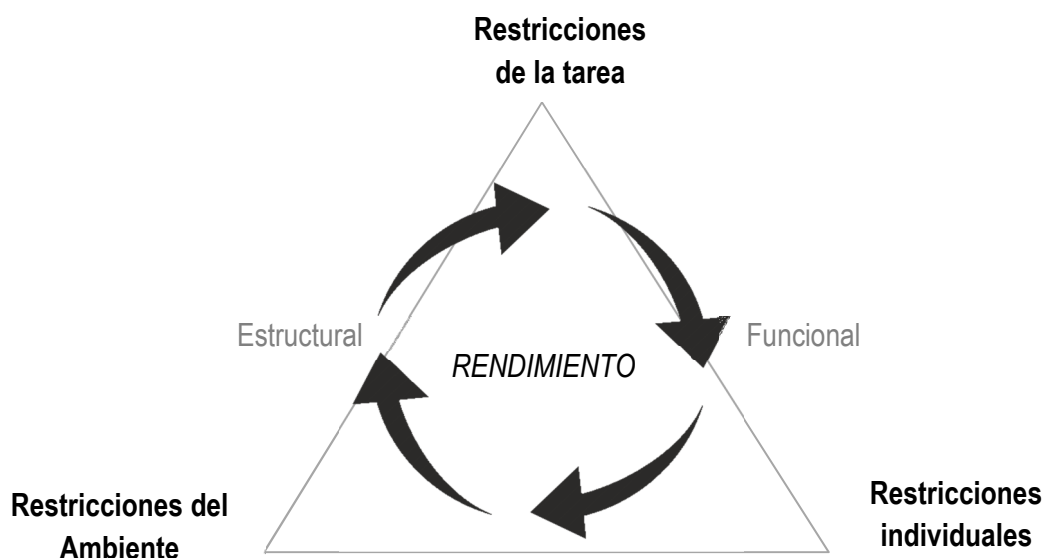 Restricciones
de la tarea
Estructural
Funcional
RENDIMIENTO
Restricciones del
Ambiente
Restricciones
individuales